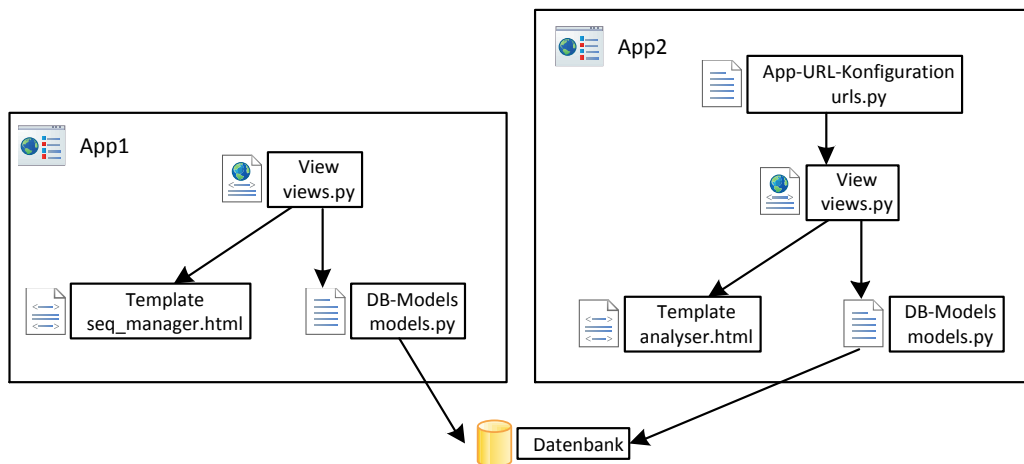 App1
View
views.py
Template
seq_manager.html
DB-Models
models.py
App2
App-URL-Konfiguration
urls.py
View
views.py
Template
analyser.html
DB-Models
models.py
Datenbank